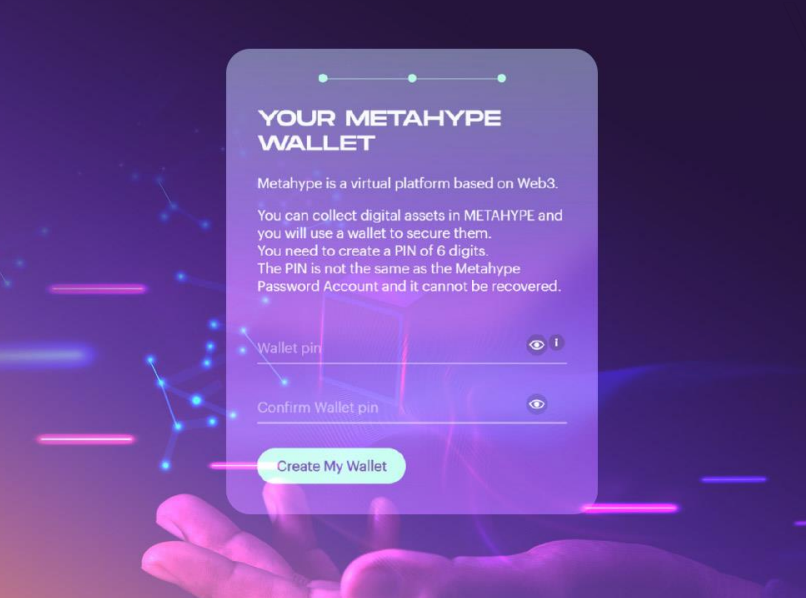 YOUR METAHYPE
WALLET
Metahype is a virtual platform based on Web3.
You can collect digital assets in METAHYPE and
you will use a wallet to secure them.
You need to create a PIN of 6 digits.
The PIN is not the same as the Metahype
Password Account and it cannot be recovered.
Wallet pin
i
Confirm Wallet pin
Create My Wallet